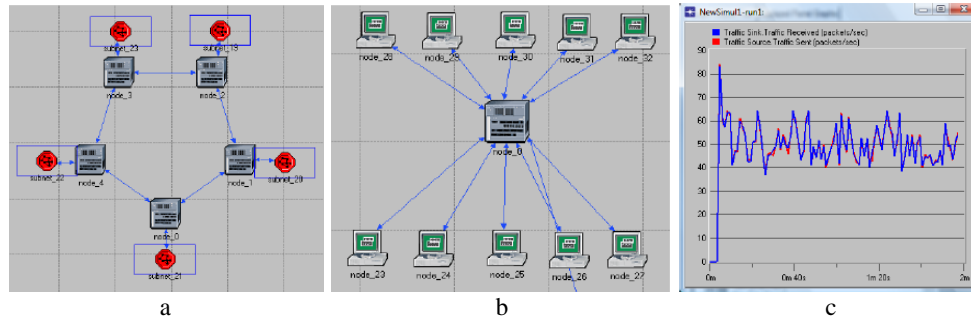 subnet_23
subnet_19
node_3
node_2
subnet_22
node_4
node_1
subnet_20
node_0
subnet_21
a
node_28
node_29
node_30
node_31
node_32
node_0
node_23
node_24
node_25
node_26
node_27
b
NewSimul1-run1:
Traffic Sink.Traffic Received (packets/sec)
Traffic Source.Traffic Sent (packets/sec)
90
80
70
60
50
40
30
20
10
0
0m
0m 40s
1m 20s
2m
c